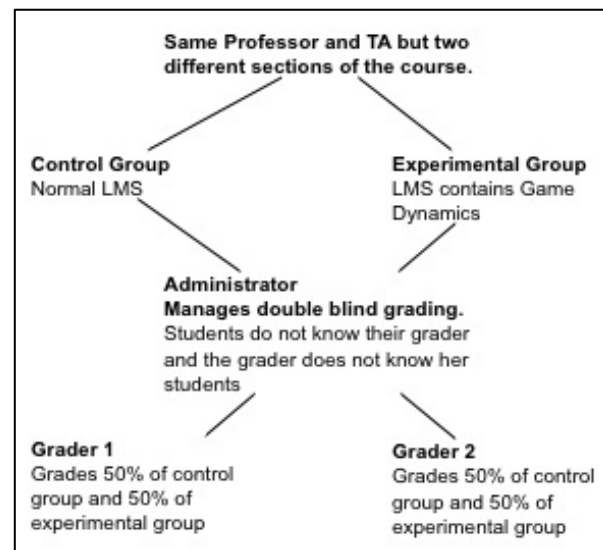 Same Professor and TA but two
different sections of the course.
Control Group
Normal LMS
Experimental Group
LMS contains Game
Dynamics
Administrator
Manages double blind grading.
Students do not know their grader
and the grader does not know her
students
Grader 1
Grades 50% of control
group and 50% of
experimental group
Grader 2
Grades 50% of control
group and 50% of
experimental group